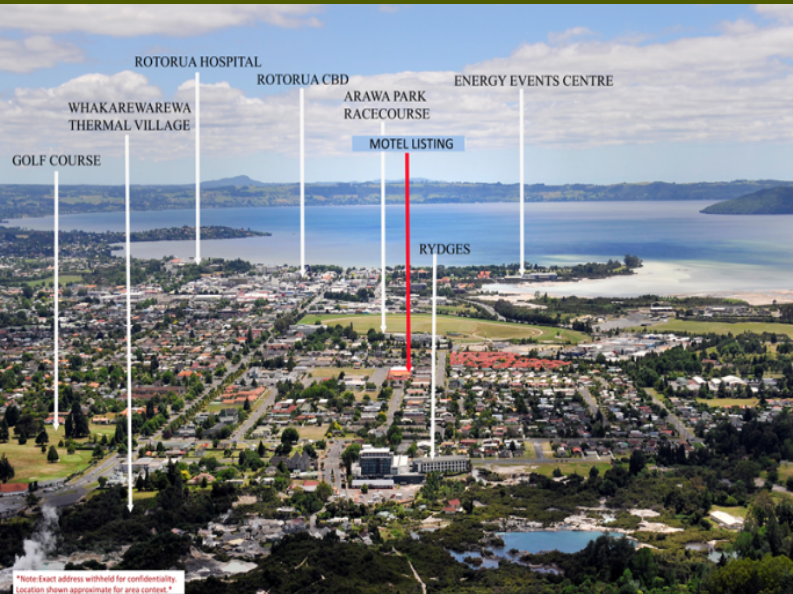 ROTORUA HOSPITAL
ROTORUA CBD
ENERGY EVENTS CENTRE
ARAWA PARK
RACECOURSE
WHAKAREWAREWA
THERMAL VILLAGE
MOTEL LISTING
GOLF COURSE
RYDGES
*Note:Exact address withheld for confidentiality.
Location shown approximate for area context.*